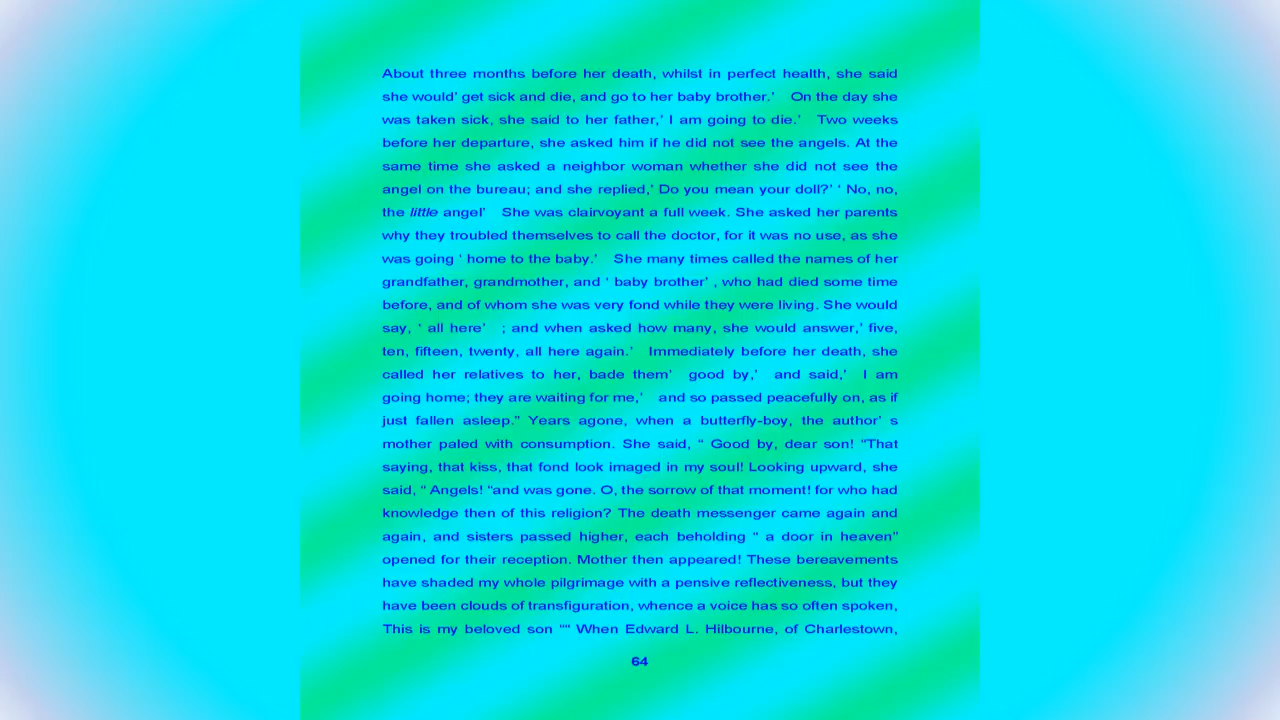 About three months before her death, whilst in perfect health, she said
she would’ get sick and die, and go to her baby brother.’ On the day she
was taken sick, she said to her father,’ I am going to die.’ Two weeks
before her departure, she asked him if he did not see the angels. At the
same time she asked a neighbor woman whether she did not see the
angel on the bureau; and she replied,’ Do you mean your doll?’ ‘ No, no,
the little angel’ She was clairvoyant a full week. She asked her parents
why they troubled themselves to call the doctor, for it was no use, as she
was going ‘ home to the baby.’ She many times called the names of her
grandfather, grandmother, and ‘ baby brother’ , who had died some time
before, and of whom she was very fond while they were living. She would
say, ‘ all here’ ; and when asked how many, she would answer,’ five,
ten, fifteen, twenty, all here again.’ Immediately before her death, she
called her relatives to her, bade them’ good by,’ and said,’ I am
going home; they are waiting for me,’ and so passed peacefully on, as if
just fallen asleep.” Years agone, when a butterfly-boy, the author’ s
mother paled with consumption. She said, “ Good by, dear son! “That
saying, that kiss, that fond look imaged in my soul! Looking upward, she
said, “ Angels! “and was gone. O, the sorrow of that moment! for who had
knowledge then of this religion? The death messenger came again and
again, and sisters passed higher, each beholding “ a door in heaven”
opened for their reception. Mother then appeared! These bereavements
have shaded my whole pilgrimage with a pensive reflectiveness, but they
have been clouds of transfiguration, whence a voice has so often spoken,
This is my beloved son ““ When Edward L. Hilbourne, of Charlestown,
64